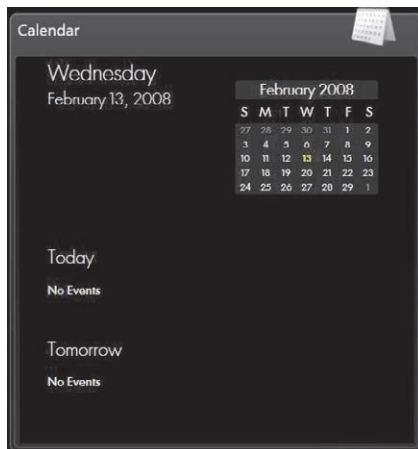 Calendar
Wednesday
February 13, 2008
February 2008
S M T W T F S
27 28 29 30 31 1 2
3 4 5 6 7 8 9
10 11 12 13 14 15 16
17 18 19 20 21 22 23
24 25 26 27 28 29 1
Today
No Events
Tomorrow
No Events